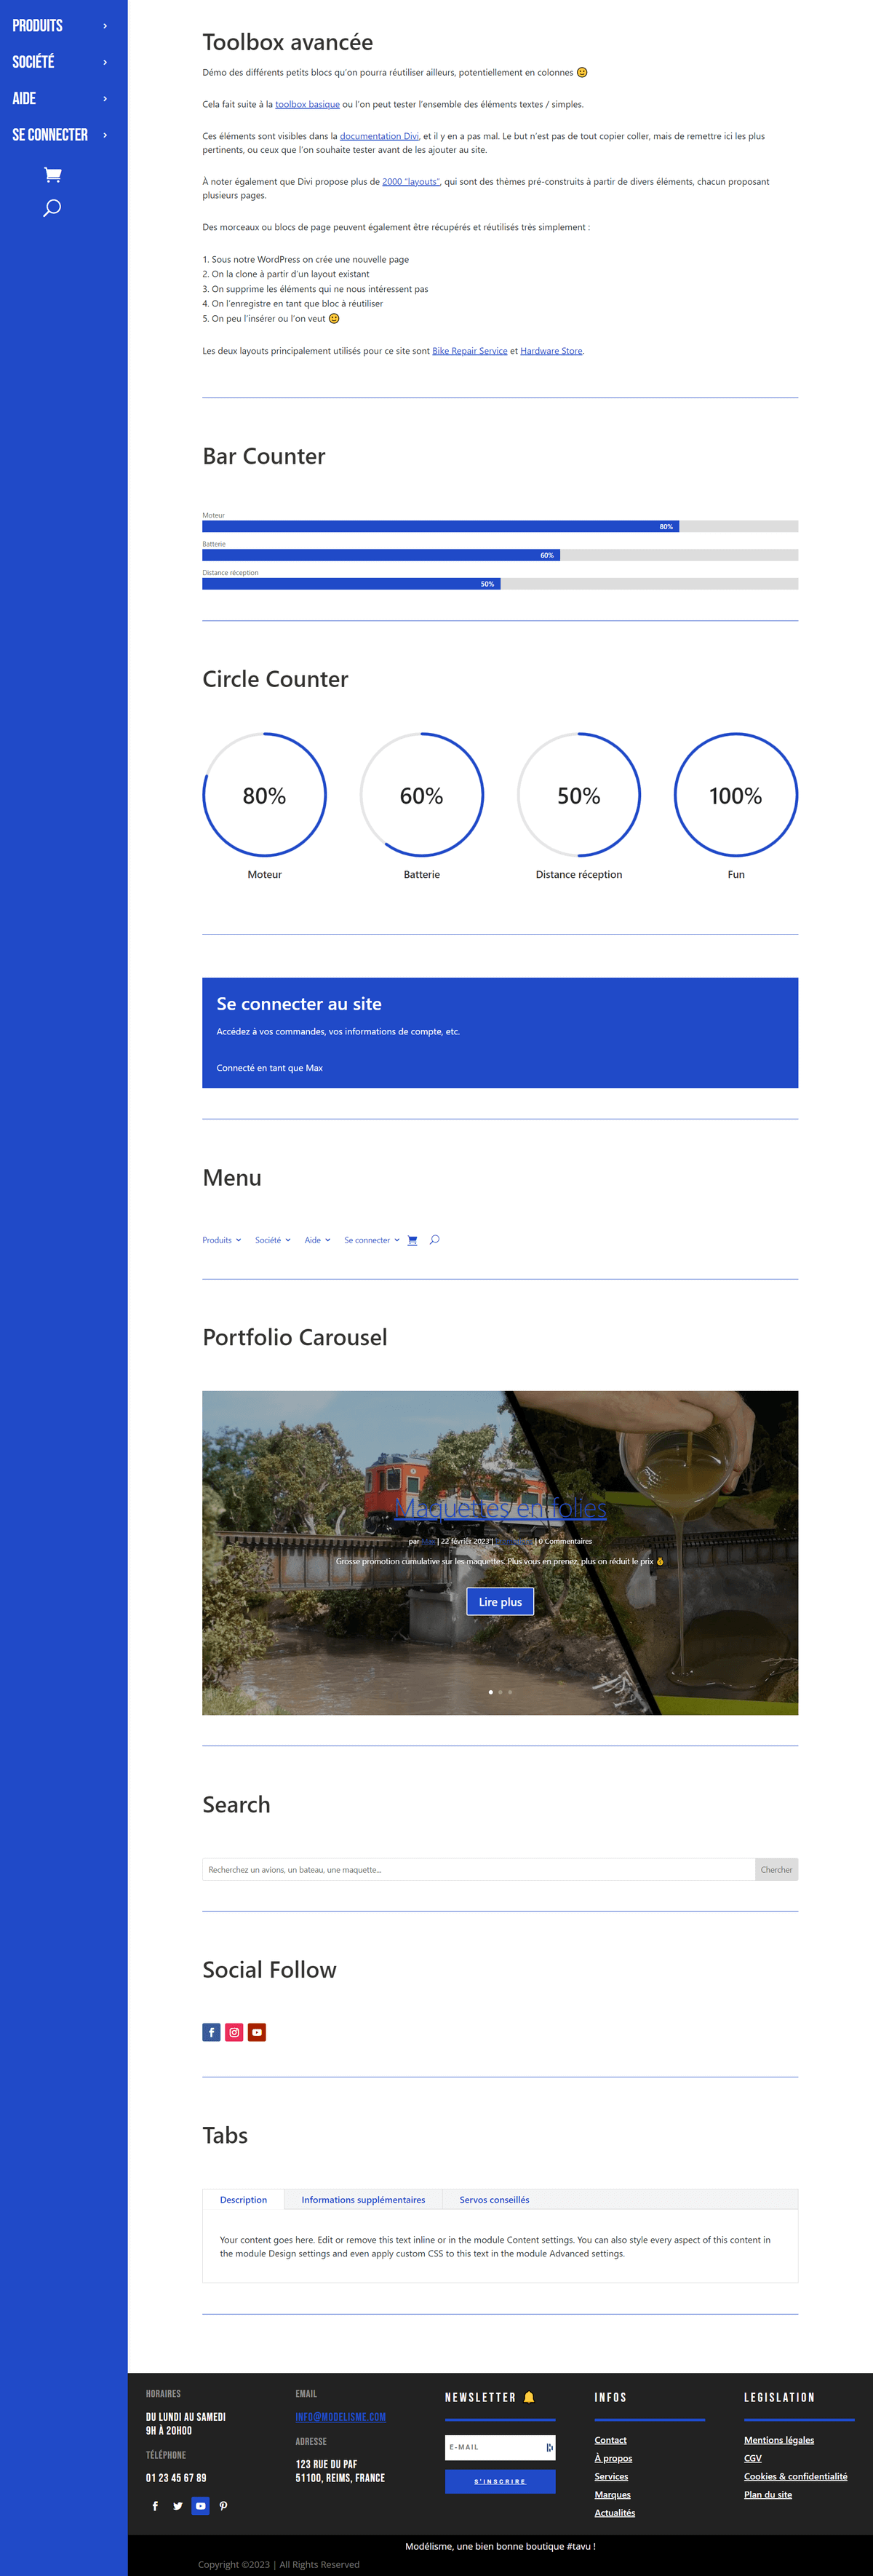 PRODUITS
SOCIÉTÉ
AIDE
SE CONNECTER
Toolbox avancée
Démo des différents petits blocs qu'on pourra réutiliser ailleurs, potentiellement en colonnes 😉
Cela fait suite à la toolbox basique ou l'on peut tester l'ensemble des éléments textes / simples.
Ces éléments sont visibles dans la documentation Divi, et il y en a pas mal. Le but n'est pas de tout copier coller, mais de remettre ici les plus
pertinents, ou ceux que l'on souhaite tester avant de les ajouter au site.
À noter également que Divi propose plus de 2000 "layouts", qui sont des thèmes pré-construits à partir de divers éléments, chacun proposant
plusieurs pages.
Des morceaux ou blocs de page peuvent également être récupérés et réutilisés très simplement :
1. Sous notre WordPress on crée une nouvelle page
2. On la clone à partir d'un layout existant
3. On supprime les éléments qui ne nous intéressent pas
4. On l'enregistre en tant que bloc à réutiliser
5. On peu l'insérer ou l'on veut 🙂
Les deux layouts principalement utilisés pour ce site sont Bike Repair Service et Hardware Store.
Bar Counter
Moteur
80%
Batterie
60%
Distance réception
50%
Circle Counter
80% 60% 50% 100%
Moteur Batterie Distance réception Fun
Se connecter au site
Accédez à vos commandes, vos informations de compte, etc.
Connecté en tant que Max
Menu
Produits Société Aide Se connecter
Portfolio Carousel
Maquettes en folies
par | 22 février 2023 | | 0 Commentaires
Grosse promotion cumulative sur les maquettes. Plus vous en prenez, plus on réduit le prix 💰
Lire plus
Search
Recherchez un avions, un bateau, une maquette... Chercher
Social Follow
Tabs
Description Informations supplémentaires Servos conseillés
Your content goes here. Edit or remove this text inline or in the module Content settings. You can also style every aspect of this content in
the module Design settings and even apply custom CSS to this text in the module Advanced settings.
HORAIRES
DU LUNDI AU SAMEDI
9H À 20H00
TÉLÉPHONE
01 23 45 67 89
EMAIL
INFO@MODELISME.COM
ADRESSE
123 RUE DU PAF
51100, REIMS, FRANCE
NEWSLETTER 🔔
E-MAIL
S'INSCRIRE
INFOS
Contact
À propos
Services
Marques
Actualités
LEGISLATION
Mentions légales
CGV
Cookies & confidentialité
Plan du site
Modélisme, une bien bonne boutique #tavu !
Copyright ©2023 | All Rights Reserved